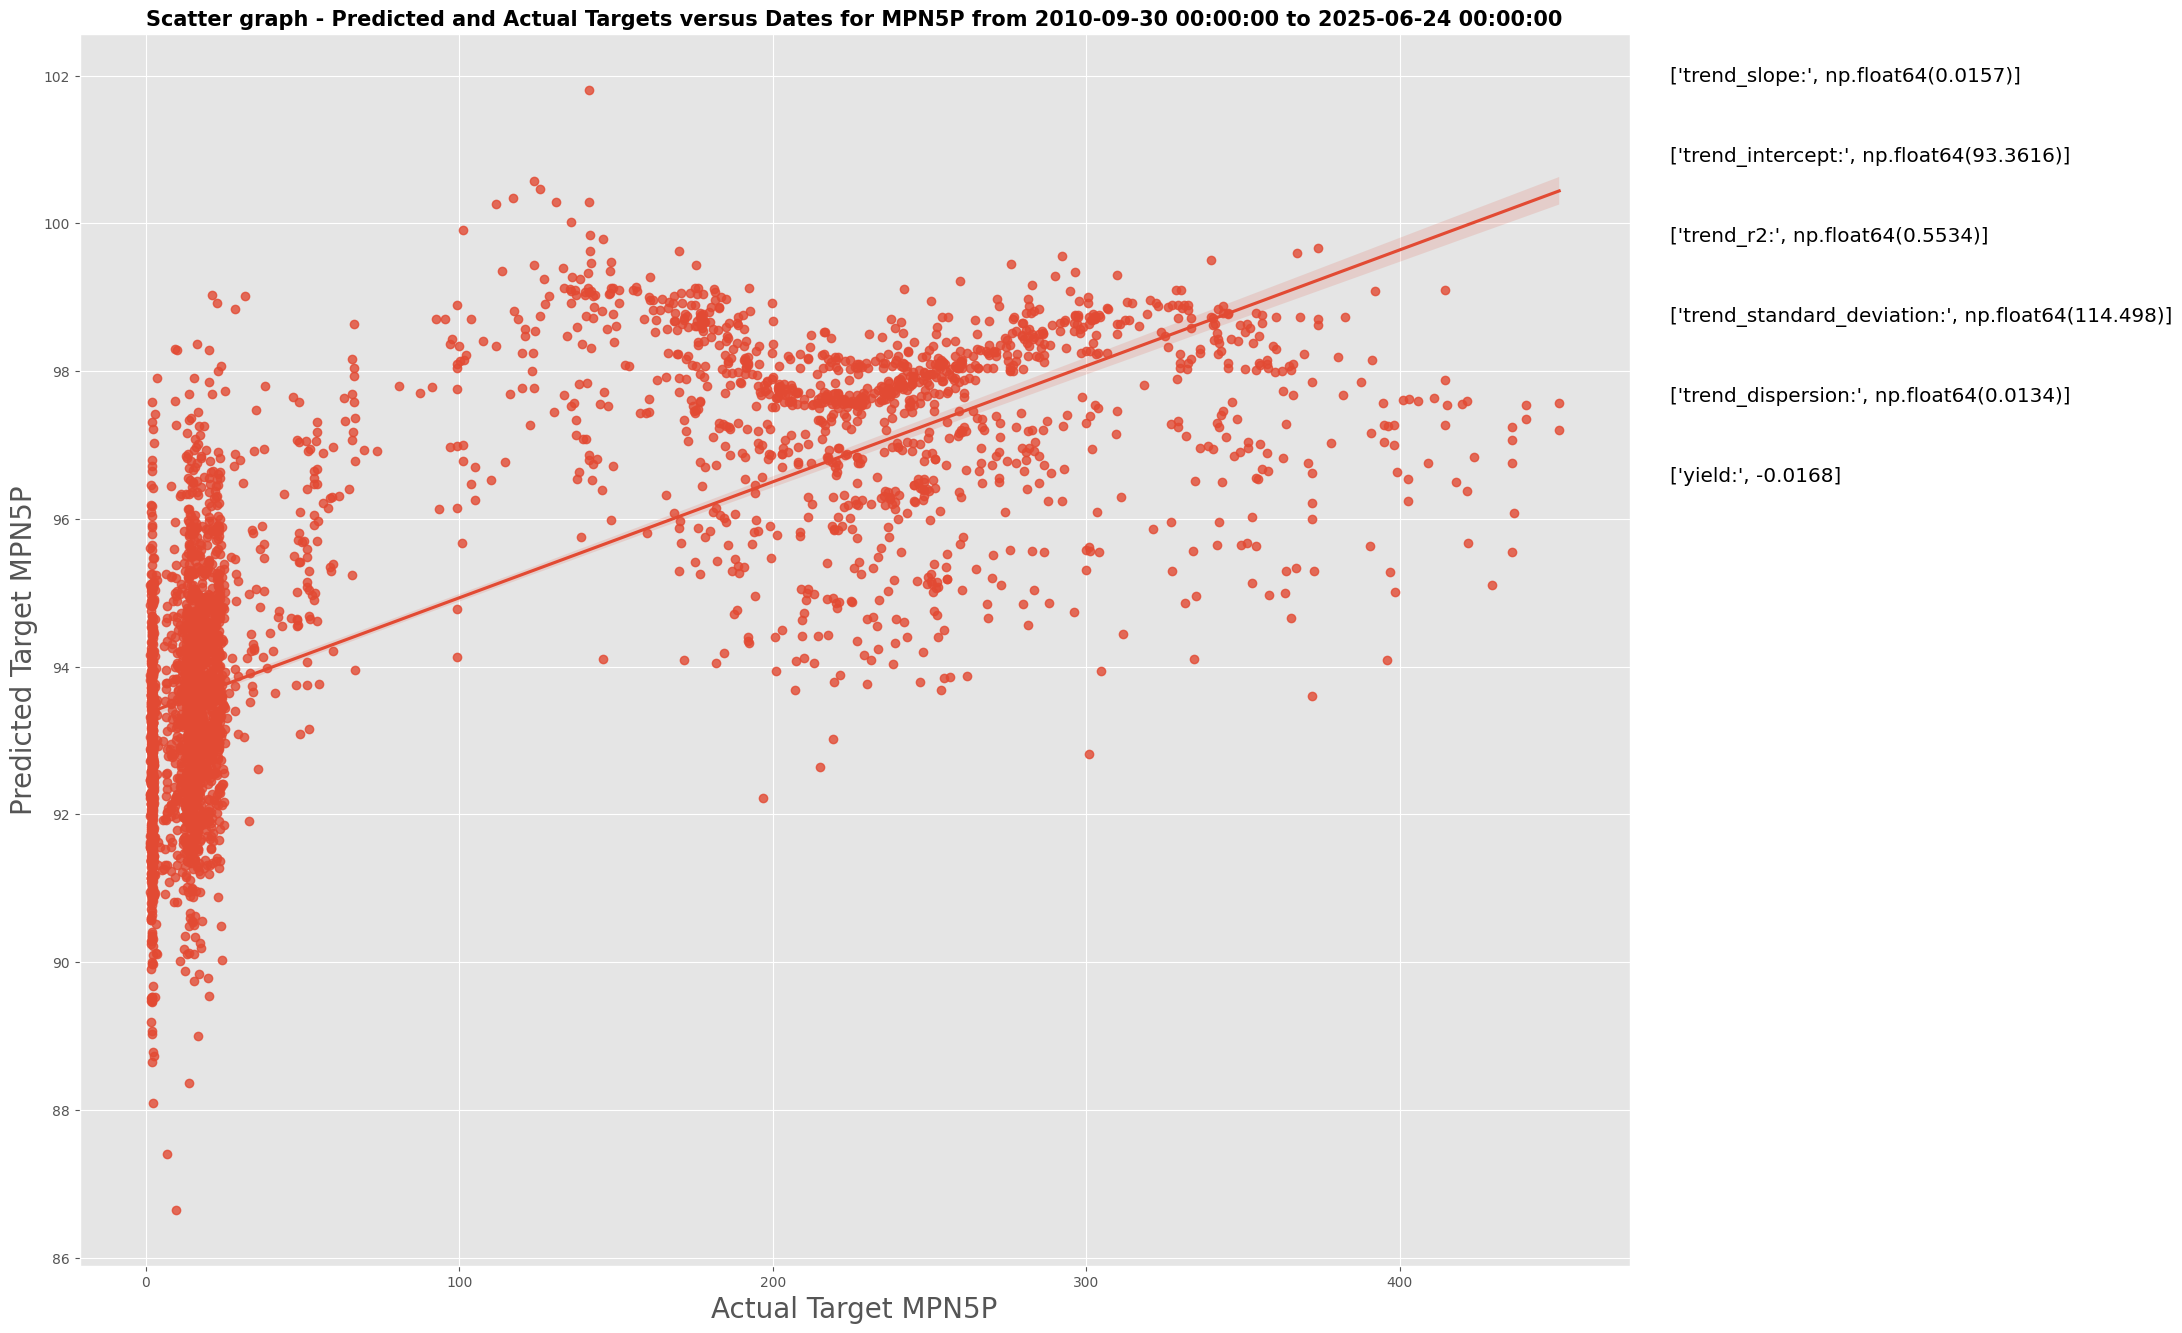 Scatter graph - Predicted and Actual Targets versus Dates for MPN5P from 2010-09-30 00:00:00 to 2025-06-24 00:00:00
['trend_slope:', np.float64(0.0157)]
['trend_intercept:', np.float64(93.3616)]
['trend_r2:', np.float64(0.5534)]
['trend_standard_deviation:', np.float64(114.498)]
['trend_dispersion:', np.float64(0.0134)]
['yield:', -0.0168]
Predicted Target MPN5P
102
100
98
96
94
92
90
88
86
0 100 200 300 400
Actual Target MPN5P